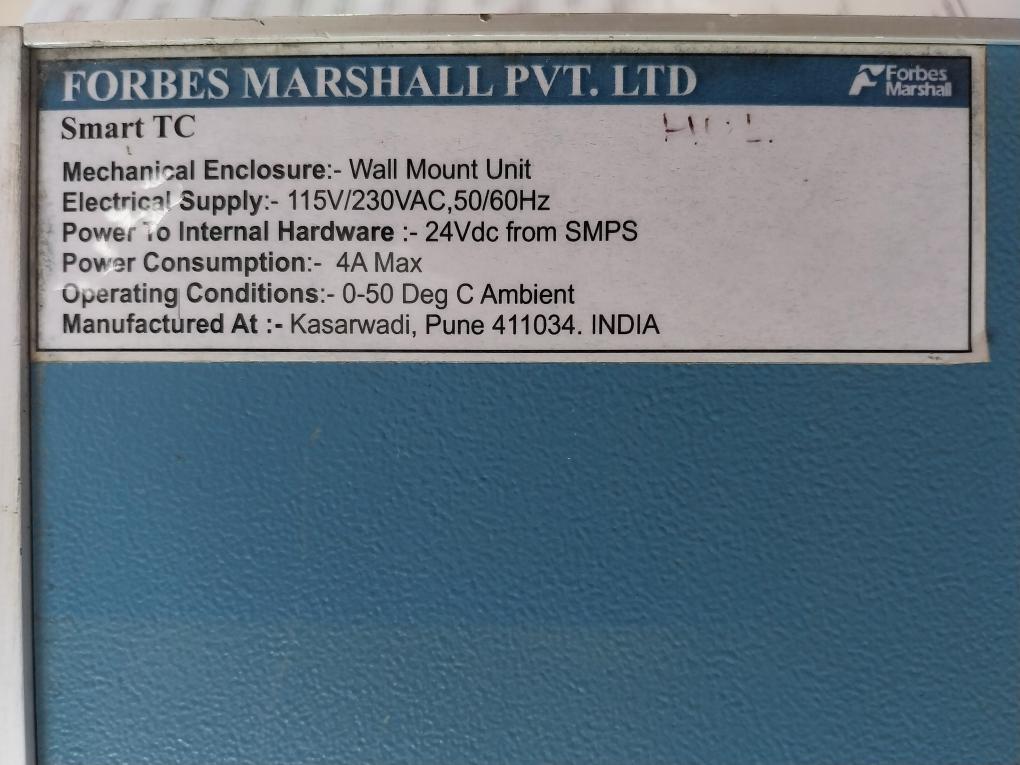 FORBES MARSHALL PVT. LTD
Forbes
Marshall
Smart TC
Mechanical Enclosure:- Wall Mount Unit
Electrical Supply:- 115V/230VAC,50/60Hz
Power To Internal Hardware :- 24Vdc from SMPS
Power Consumption:- 4A Max
Operating Conditions:- 0-50 Deg C Ambient
Manufactured At :- Kasarwadi, Pune 411034. INDIA